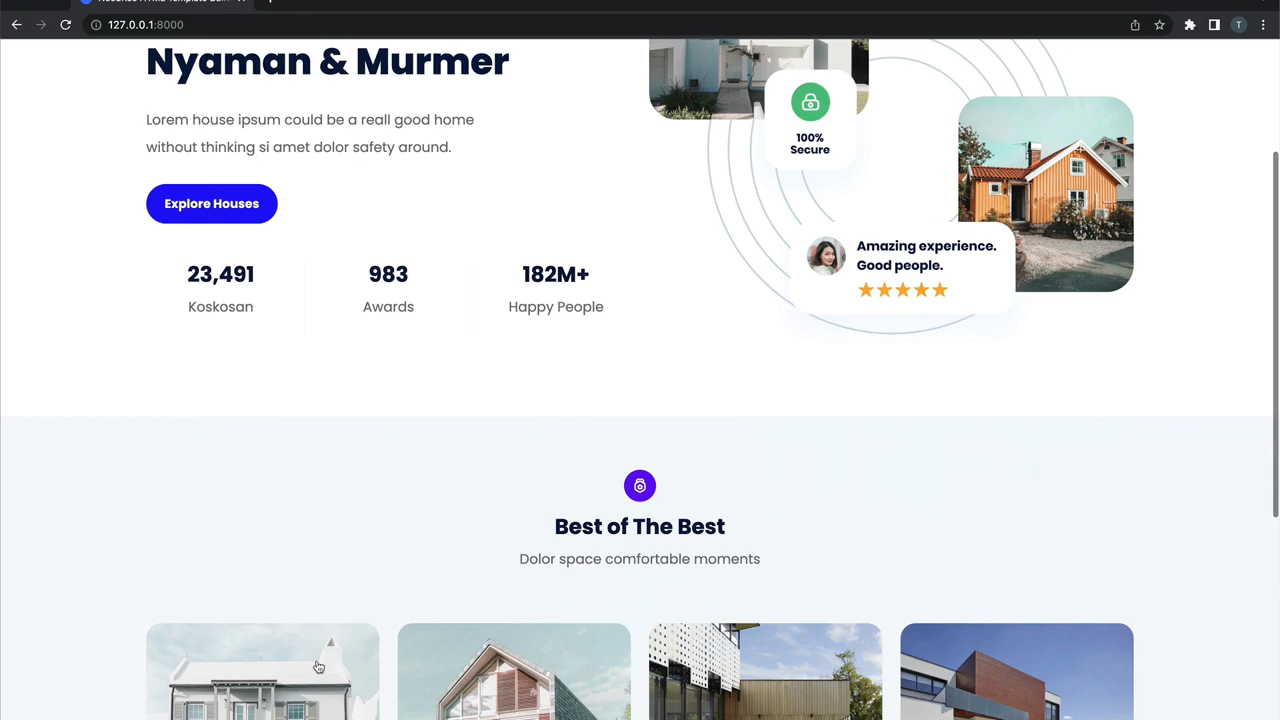 127.0.0.1:8000
T
Nyaman & Murmer
Lorem house ipsum could be a reall good home
without thinking si amet dolor safety around.
Explore Houses
23,491
Koskosan
983
Awards
182M+
Happy People
100%
Secure
Amazing experience.
Good people.
Best of The Best
Dolor space comfortable moments